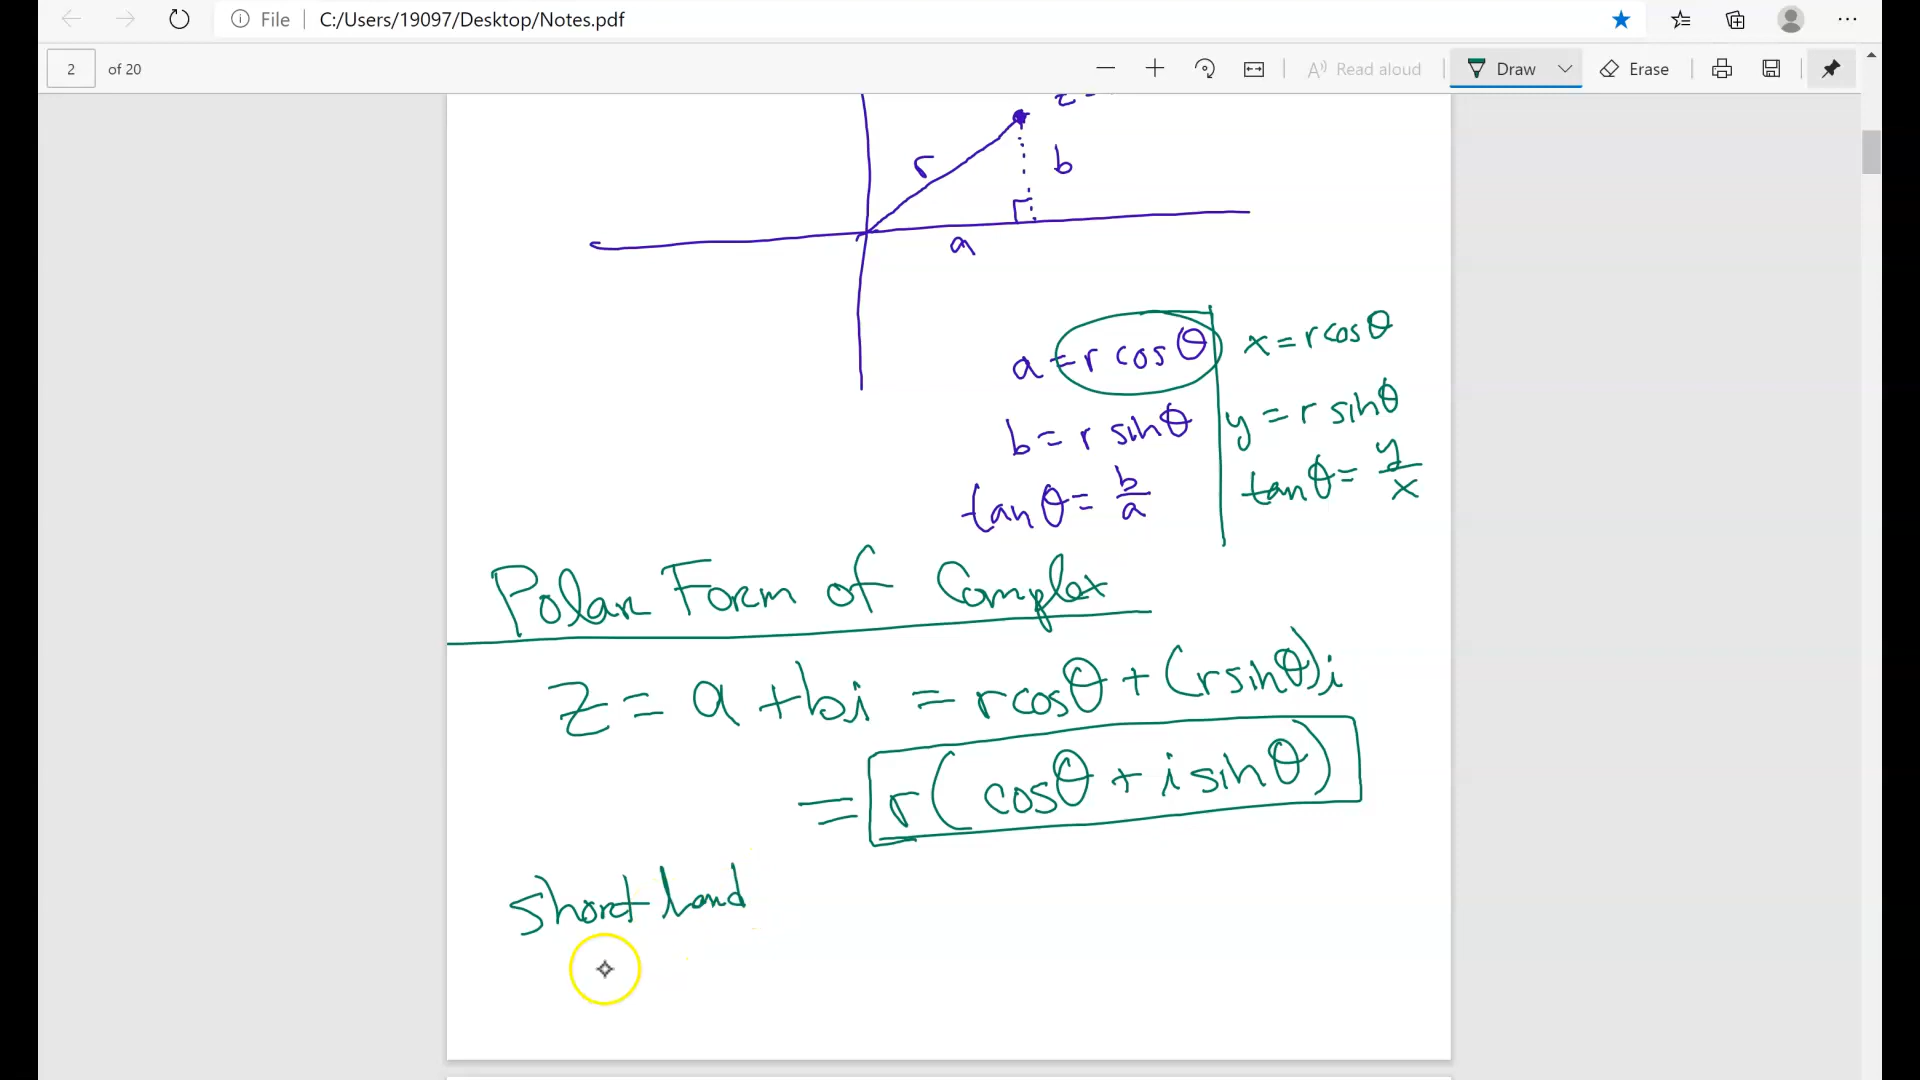 File C:/Users/19097/Desktop/Notes.pdf
2 of 20 Read aloud Draw Erase
r
b
a
a = r cos θ
x = r cos θ
b = r sin θ
y = r sin θ
tan θ = b/a
tan θ = y/x
Polar Form of Complex
z = a + bi = r cos θ + (r sin θ) i
= r ( cos θ + i sin θ )
short hand